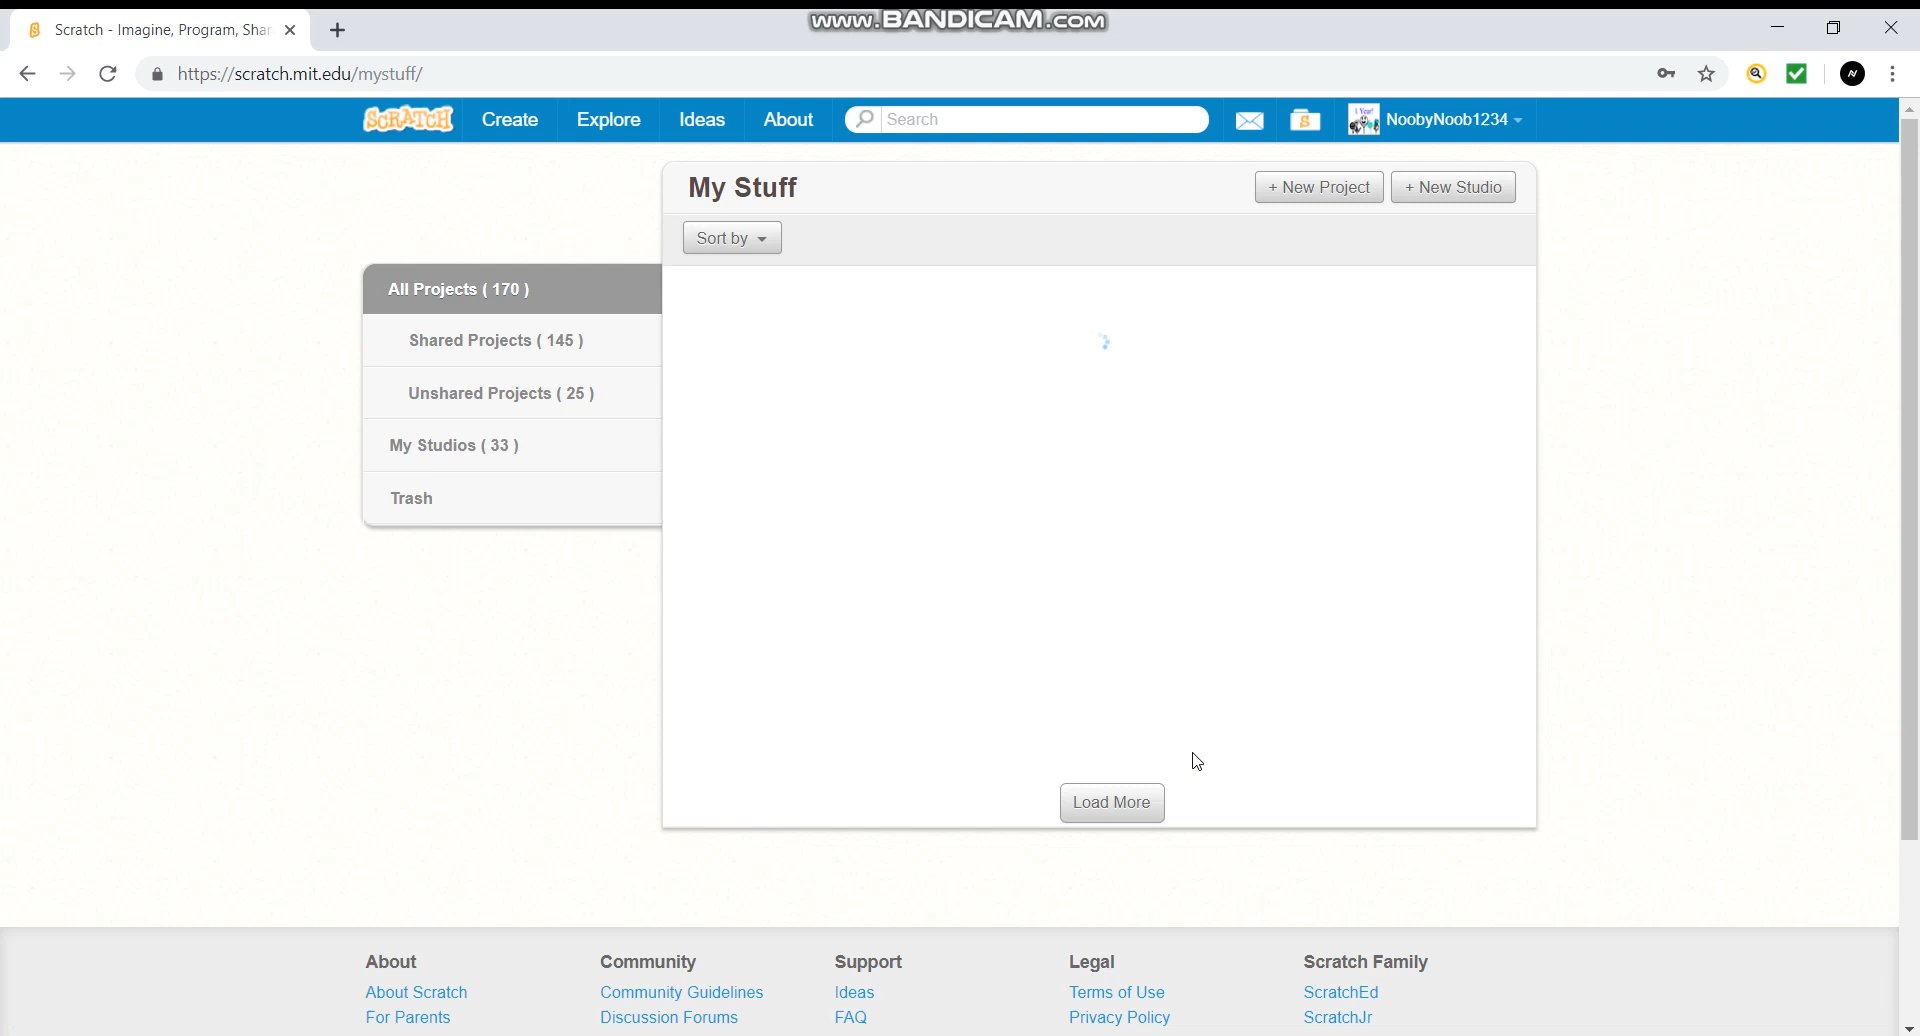 www.BANDICAM.com
Scratch - Imagine, Program, Shar
https://scratch.mit.edu/mystuff/
SCRATCH
Create
Explore
Ideas
About
Search
NoobyNoob1234
My Stuff
+ New Project
+ New Studio
Sort by
All Projects ( 170 )
Shared Projects ( 145 )
Unshared Projects ( 25 )
My Studios ( 33 )
Trash
Load More
About
Community
Support
Legal
Scratch Family
About Scratch
Community Guidelines
Ideas
Terms of Use
ScratchEd
For Parents
Discussion Forums
FAQ
Privacy Policy
ScratchJr